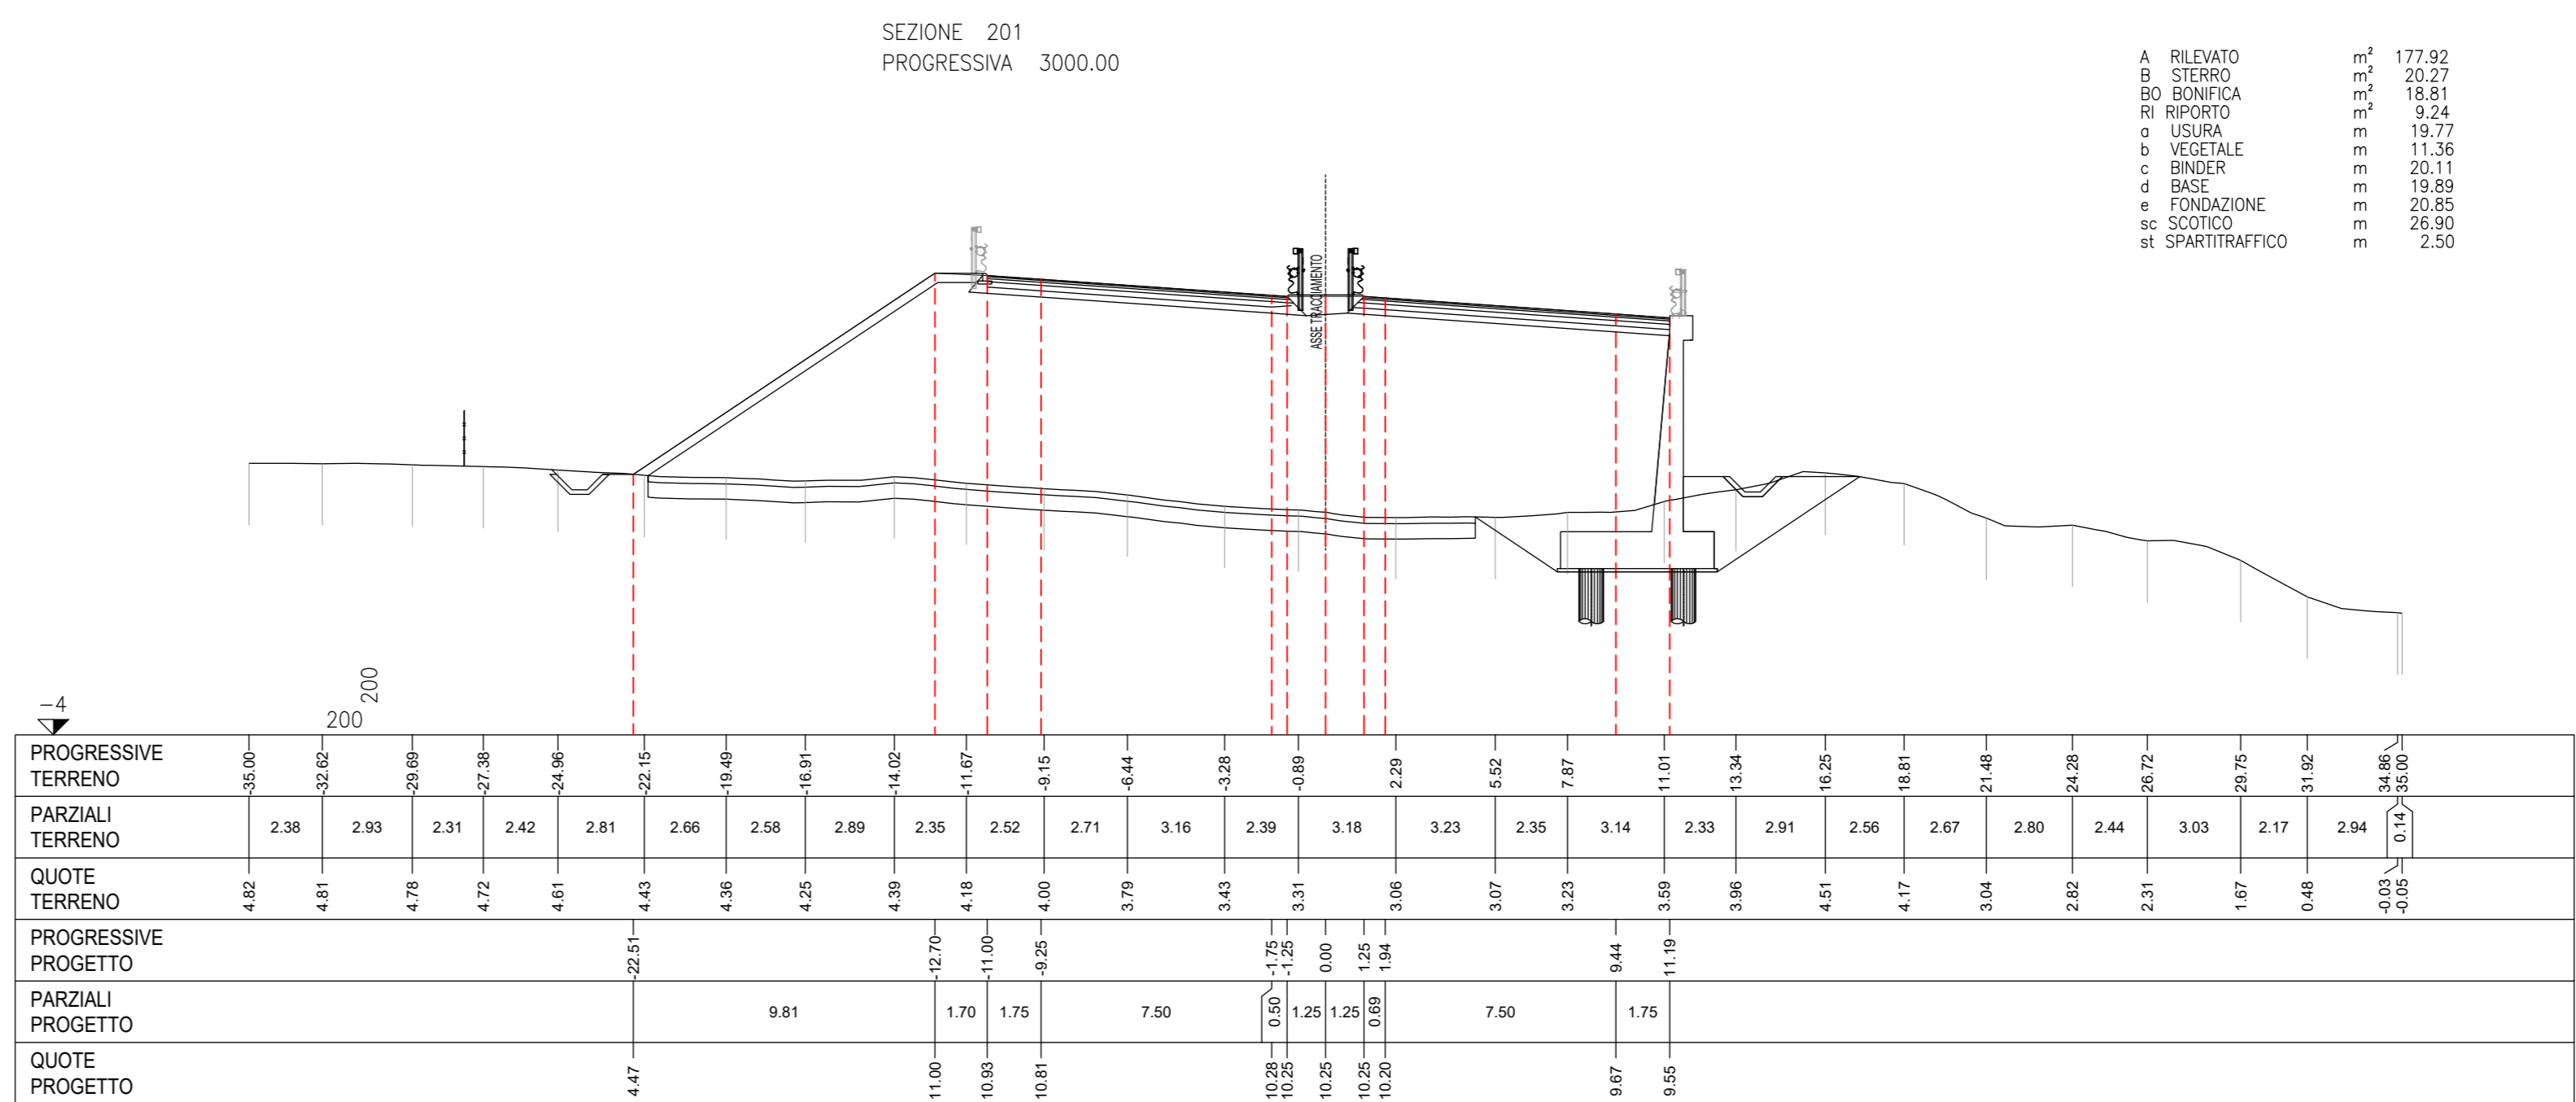 SEZIONE 201
PROGRESSIVA 3000.00
A RILEVATO m² 177.92
B STERRO m² 20.27
BO BONIFICA m² 18.81
RI RIPORTO m² 9.24
a USURA m 19.77
b VEGETALE m 11.36
c BINDER m 20.11
d BASE m 19.89
e FONDAZIONE m 20.85
sc SCOTICO m 26.90
st SPARTITRAFFICO m 2.50
ASSE TRACCIAMENTO
200
200
-4
PROGRESSIVE TERRENO -35.00 -32.62 -29.69 -27.38 -24.96 -22.15 -19.49 -16.91 -14.02 -11.67 -9.15 -6.44 -3.28 -0.89 2.29 5.52 7.87 11.01 13.34 16.25 18.81 21.48 24.28 26.72 29.75 31.92 34.86 35.00
PARZIALI TERRENO 2.38 2.93 2.31 2.42 2.81 2.66 2.58 2.89 2.35 2.52 2.71 3.16 2.39 3.18 3.23 2.35 3.14 2.33 2.91 2.56 2.67 2.80 2.44 3.03 2.17 2.94 0.14
QUOTE TERRENO 4.82 4.81 4.78 4.72 4.61 4.43 4.36 4.25 4.39 4.18 4.00 3.79 3.43 3.31 3.06 3.07 3.23 3.59 3.96 4.51 4.17 3.04 2.82 2.31 1.67 0.48 -0.03 -0.05
PROGRESSIVE PROGETTO -22.51 -12.70 -11.00 -9.25 -1.75 -1.25 0.00 1.25 1.94 9.44 11.19
PARZIALI PROGETTO 9.81 1.70 1.75 7.50 0.50 1.25 1.25 0.69 7.50 1.75
QUOTE PROGETTO 4.47 11.00 10.93 10.81 10.28 10.25 10.25 10.25 10.20 9.67 9.55